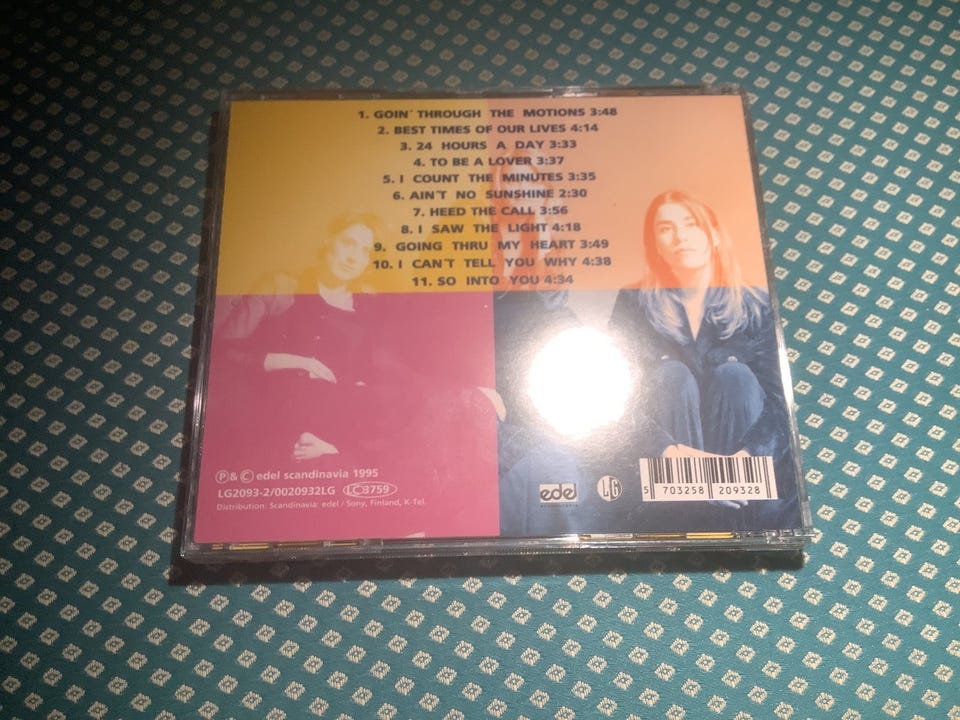 1. GOIN´ THROUGH THE MOTIONS 3:48
2. BEST TIMES OF OUR LIVES 4:14
3. 24 HOURS A DAY 3:33
4. TO BE A LOVER 3:37
5. I COUNT THE MINUTES 3:35
6. AIN´T NO SUNSHINE 2:30
7. HEED THE CALL 3:56
8. I SAW THE LIGHT 4:18
9. GOING THRU MY HEART 3:49
10. I CAN´T TELL YOU WHY 4:38
11. SO INTO YOU 4:34
Ⓟ & © edel scandinavia 1995
LG2093-2/0020932LG LC 3759
Distribution: Scandinavia: edel / Sony, Finland, K-Tel.
edel
LG
5 703258 209328